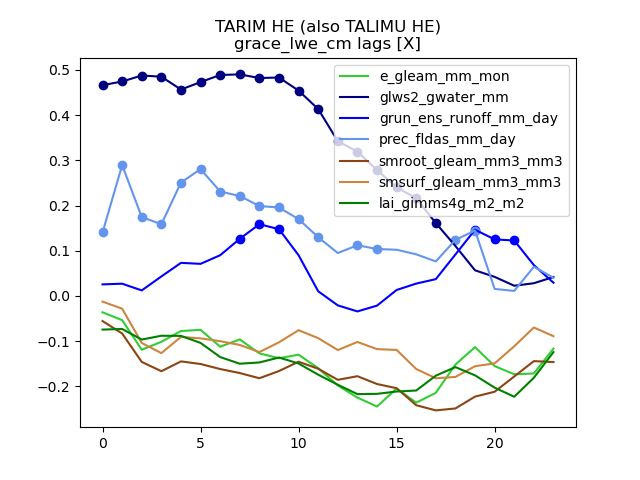 TARIM HE (also TALIMU HE)
grace_lwe_cm lags [X]
0.5
0.4
0.3
0.2
0.1
0.0
−0.1
−0.2
0
5
10
15
20
e_gleam_mm_mon
glws2_gwater_mm
grun_ens_runoff_mm_day
prec_fldas_mm_day
smroot_gleam_mm3_mm3
smsurf_gleam_mm3_mm3
lai_gimms4g_m2_m2